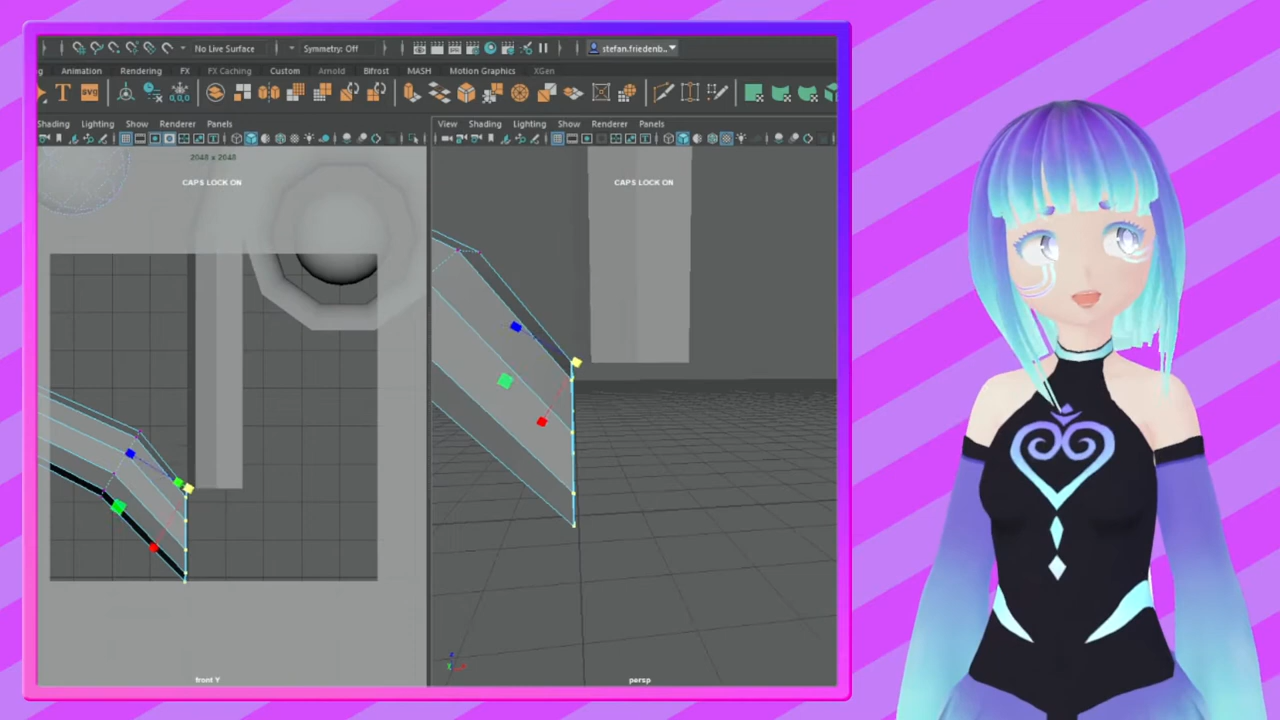 No Live Surface Symmetry: Off stefan.friedenb..
g Animation Rendering FX FX Caching Custom Arnold Bifrost MASH Motion Graphics XGen
T SVG
Shading Lighting Show Renderer Panels
View Shading Lighting Show Renderer Panels
2048 x 2048
CAPS LOCK ON
CAPS LOCK ON
front Y
persp